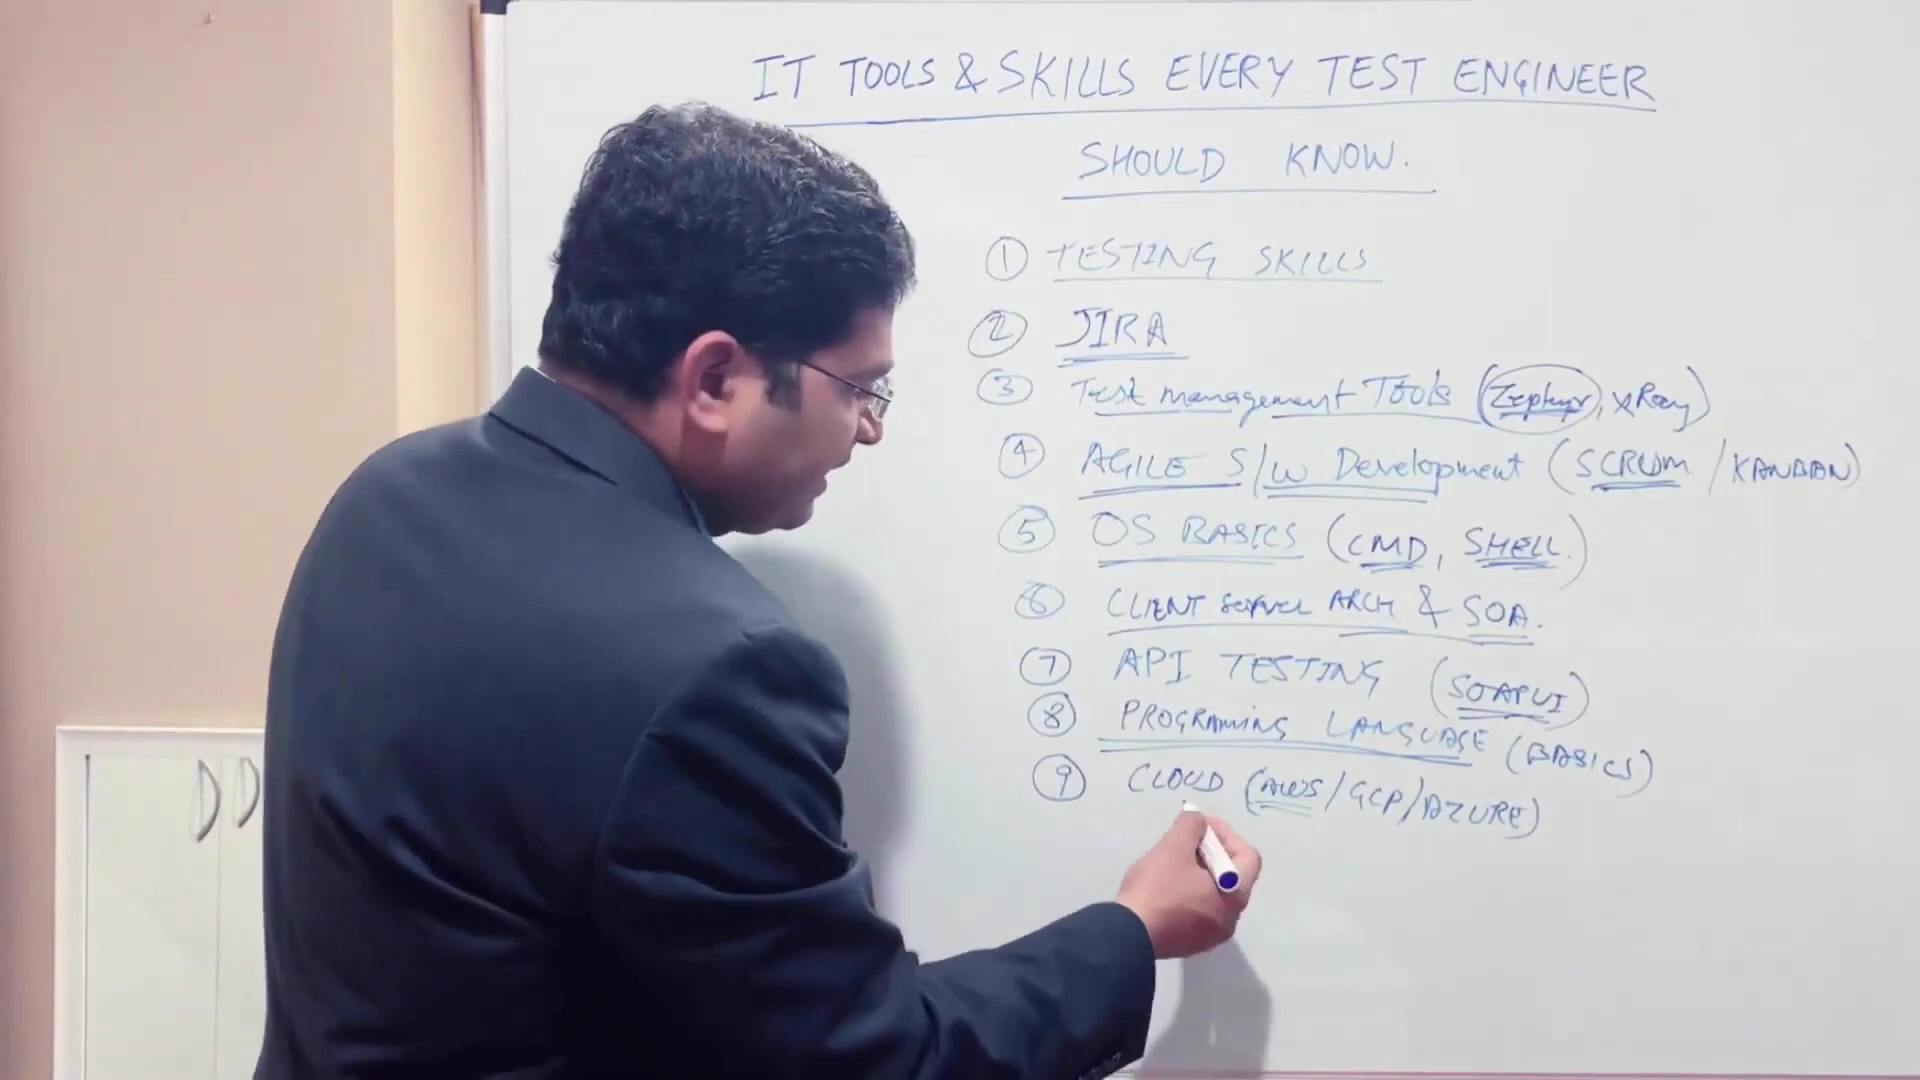 IT TOOLS & SKILLS EVERY TEST ENGINEER
SHOULD KNOW.
1 TESTING SKILLS
2 JIRA
3 Test management Tools (Zephyr, xRay)
4 AGILE S/W Development (SCRUM / KANBAN)
5 OS BASICS (CMD, SHELL.)
6 CLIENT server ARCH & SOA.
7 API TESTING (SOAPUI)
8 PROGRAMING LANGUAGE (BASICS)
9 CLOUD (AWS/GCP/AZURE)